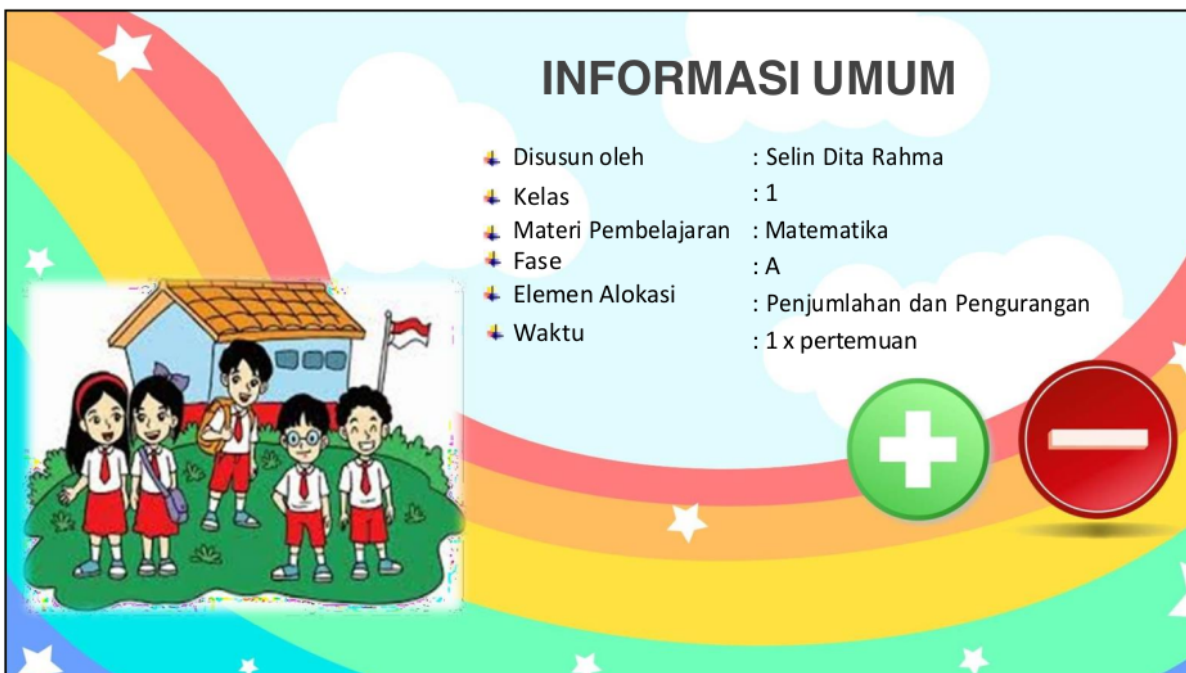 INFORMASI UMUM
Disusun oleh : Selin Dita Rahma
Kelas : 1
Materi Pembelajaran : Matematika
Fase : A
Elemen Alokasi : Penjumlahan dan Pengurangan
Waktu : 1 x pertemuan